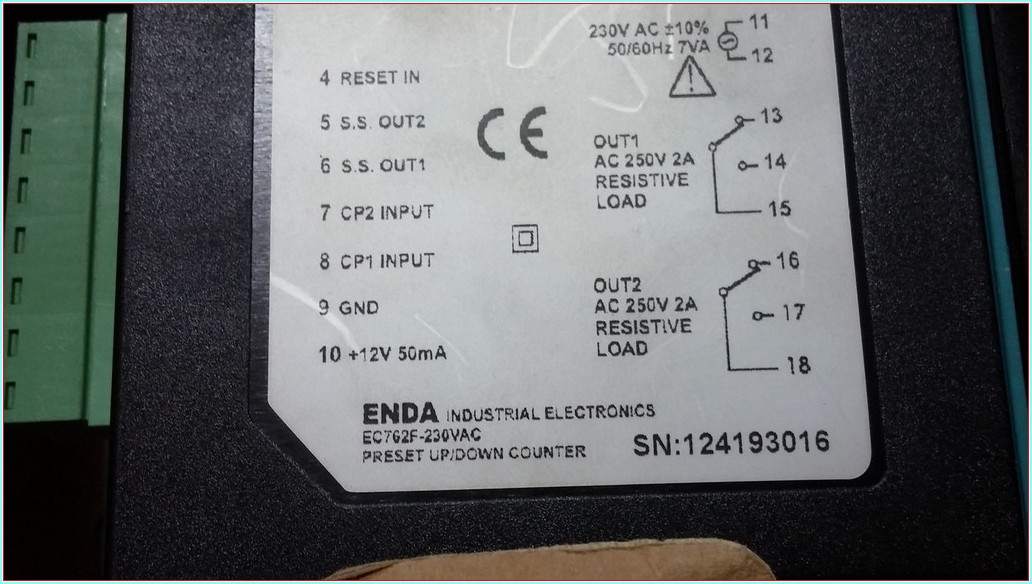 230V AC ±10%
50/60Hz 7VA
11
12
4 RESET IN
5 S.S. OUT2
6 S.S. OUT1
7 CP2 INPUT
8 CP1 INPUT
9 GND
10 +12V 50mA
CE
OUT1
AC 250V 2A
RESISTIVE
LOAD
13
14
15
OUT2
AC 250V 2A
RESISTIVE
LOAD
16
17
18
ENDA INDUSTRIAL ELECTRONICS
EC762F-230VAC
PRESET UP/DOWN COUNTER
SN:124193016